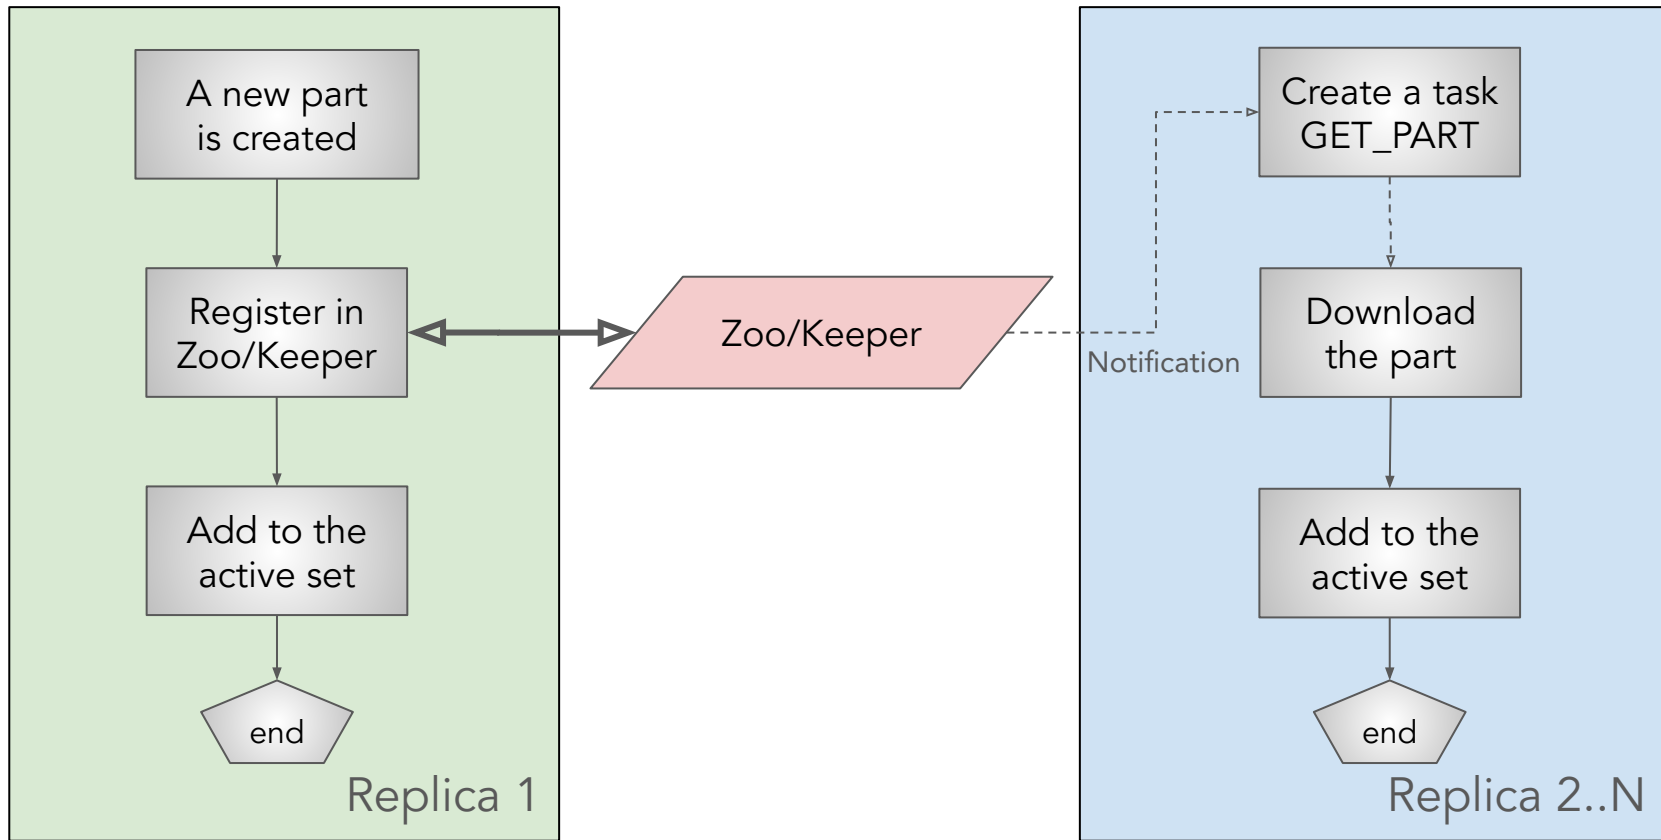 A new part
is created
Register in
Zoo/Keeper
Add to the
active set
end
Replica 1
Zoo/Keeper
Notification
Create a task
GET_PART
Download
the part
Add to the
active set
end
Replica 2..N